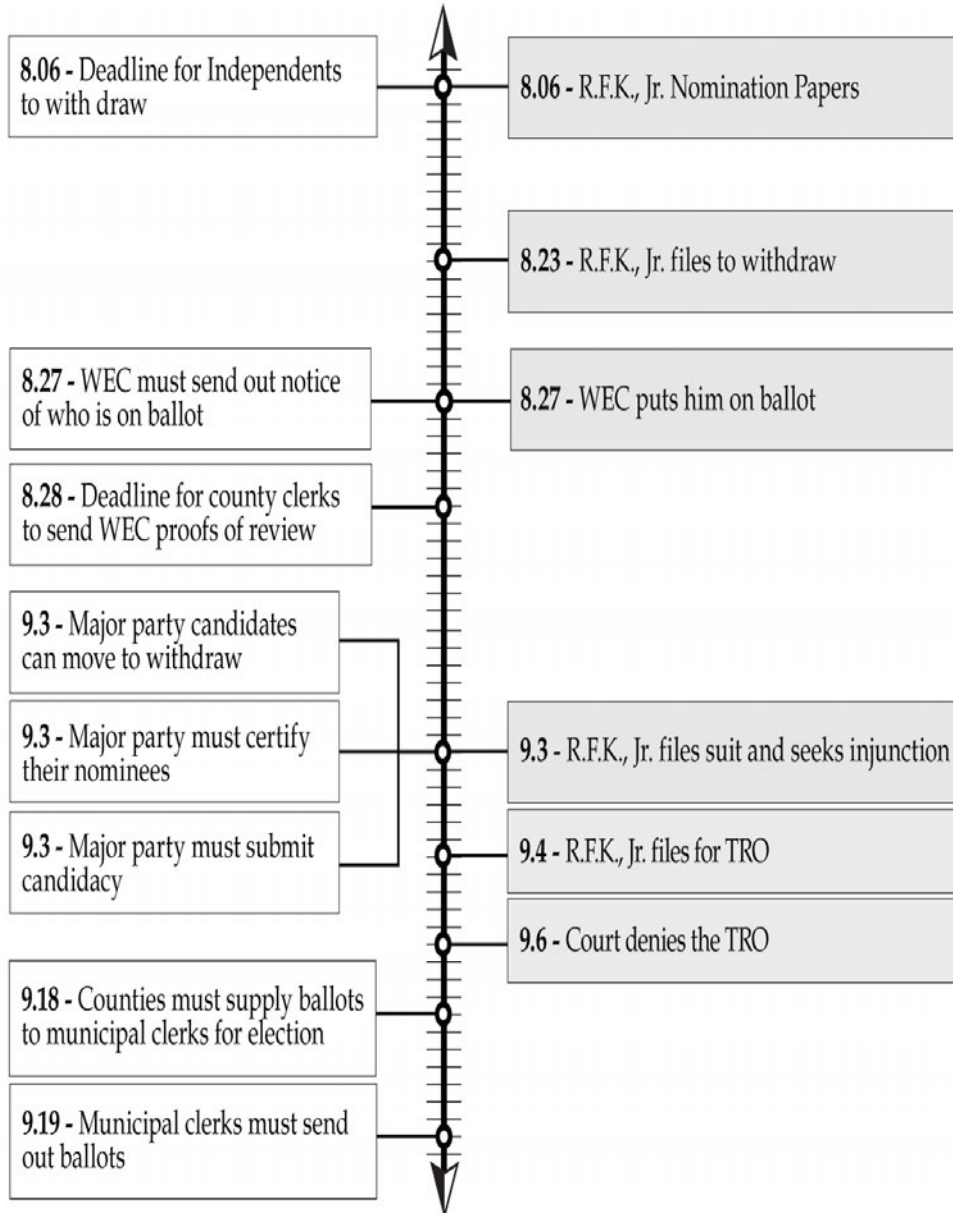 8.06 - Deadline for Independents
to with draw
8.06 - R.F.K., Jr. Nomination Papers
8.23 - R.F.K., Jr. files to withdraw
8.27 - WEC must send out notice
of who is on ballot
8.27 - WEC puts him on ballot
8.28 - Deadline for county clerks
to send WEC proofs of review
9.3 - Major party candidates
can move to withdraw
9.3 - Major party must certify
their nominees
9.3 - Major party must submit
candidacy
9.3 - R.F.K., Jr. files suit and seeks injunction
9.4 - R.F.K., Jr. files for TRO
9.6 - Court denies the TRO
9.18 - Counties must supply ballots
to municipal clerks for election
9.19 - Municipal clerks must send
out ballots